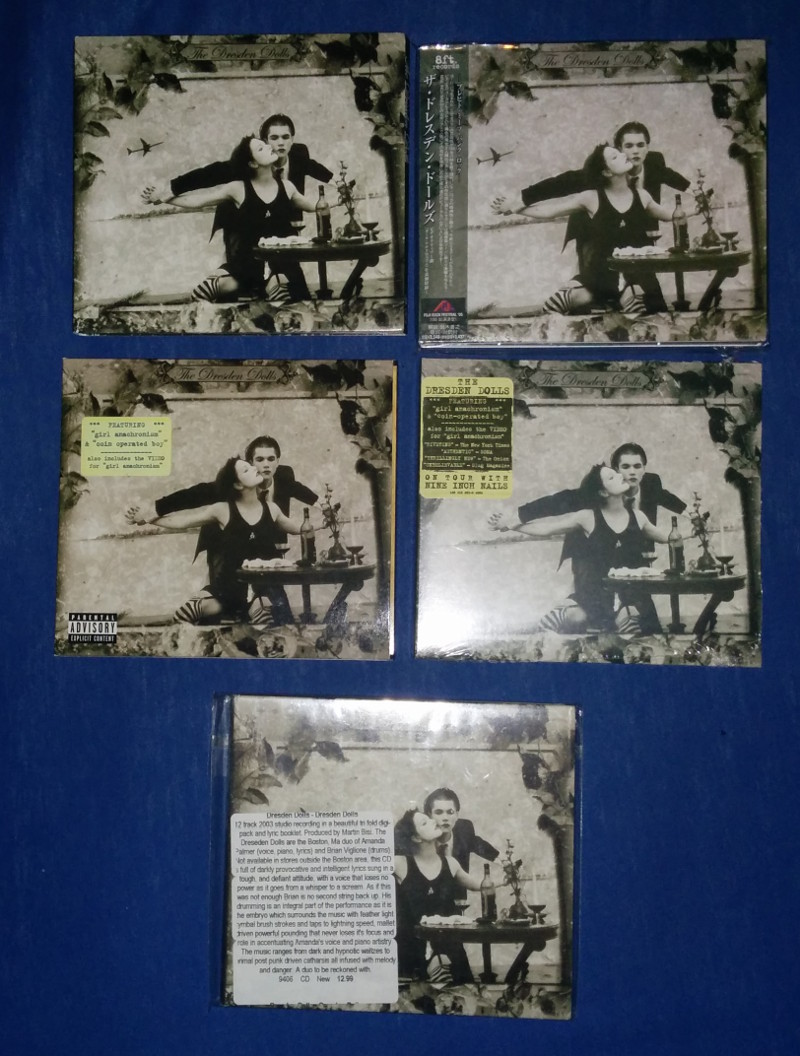 The Dresden Dolls
8ft.
records
The Dresden Dolls
ザ・ドレスデン・ドールズ
The Dresden Dolls
*** FEATURING ***
"girl anachronism"
& "coin operated boy"
also includes the VIDEO
for "girl anachronism"
PARENTAL
ADVISORY
EXPLICIT CONTENT
The Dresden Dolls
THE
DRESDEN DOLLS
*** FEATURING ***
"girl anachronism"
& "coin-operated boy"
also includes the VIDEO
for "girl anachronism"
"RIVETING" - The New York Times
ON TOUR WITH
NINE INCH NAILS
Dresden Dolls - Dresden Dolls
12 track 2003 studio recording in a beautiful tri fold digi-
pack and lyric booklet. Produced by Martin Bisi. The
Dreseden Dolls are the Boston, Ma duo of Amanda
Palmer (voice, piano, lyrics) and Brian Viglione (drums).
Not available in stores outside the Boston area, this CD
is full of darkly provocative and intelligent lyrics sung in a
tough, and defiant attitude, with a voice that loses no
power as it goes from a whisper to a scream. As if this
was not enough Brian is no second string back up. His
drumming is an integral part of the performance as it is
the embryo which surrounds the music with feather light
cymbal brush strokes and taps to lightning speed, mallet
driven powerful pounding that never loses it's focus and
role in accentuating Amanda's voice and piano artistry.
The music ranges from dark and hypnotic waltzes to
primal post punk driven catharsis all infused with melody
and danger. A duo to be reckoned with.
9406 CD New 12.99